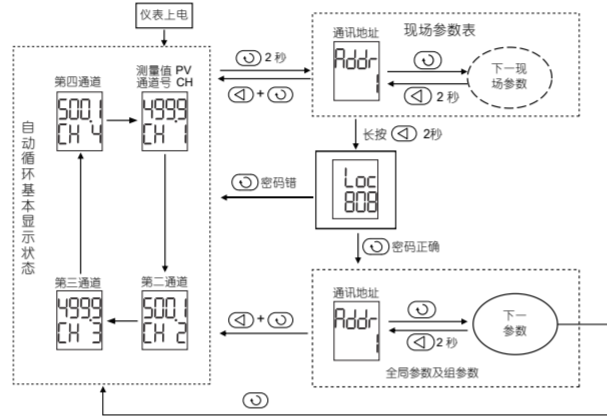 仪表上电
自动循环基本显示状态
第四通道
500.1
CH 4
测量值 PV
通道号 CH
499.9
CH 1
第三通道
499.9
CH 3
第二通道
500.1
CH 2
2 秒
+
现场参数表
通讯地址
Addr
1
2 秒
下一现
场参数
长按 2秒
Loc
808
密码错
密码正确
通讯地址
Addr
1
2 秒
下一
参数
全局参数及组参数
+